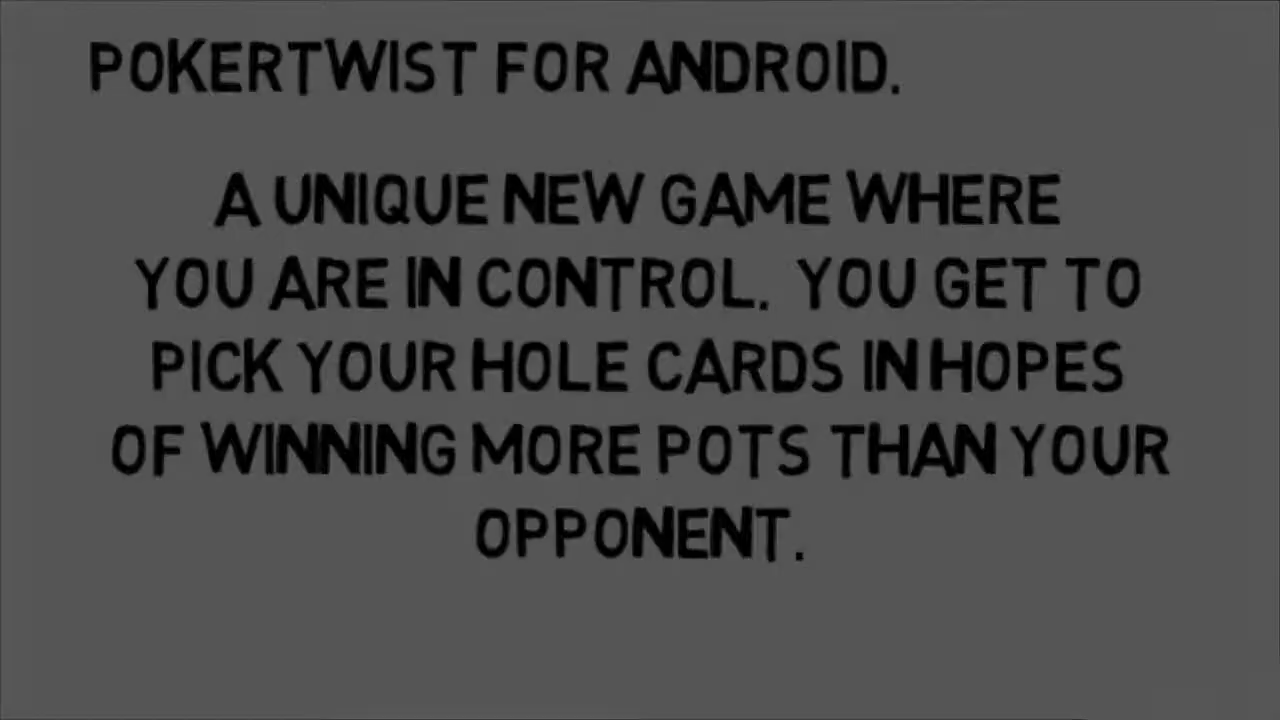 POKERTWIST FOR ANDROID.
A UNIQUE NEW GAME WHERE
YOU ARE IN CONTROL. YOU GET TO
PICK YOUR HOLE CARDS IN HOPES
OF WINNING MORE POTS THAN YOUR
OPPONENT.